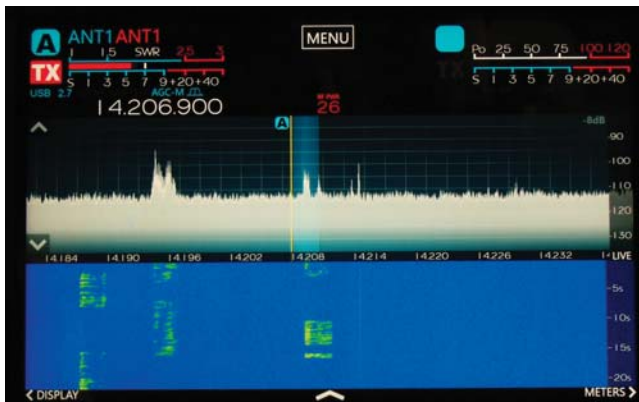 A ANT1 ANT1 MENU
1 1,5 SWR 2,5 3
Po 25 50 75 100 120
TX
S 1 3 5 7 9+20+40
S 1 3 5 7 9+20+40
USB 2.7 AGC-M
14.206.900 26
A -8dB
-90
-100
-110
-120
-130
14.184 14.190 14.196 14.202 14.208 14.214 14.220 14.226 14.232 LIVE
-5s
-10s
-15s
-20s
< DISPLAY METERS >